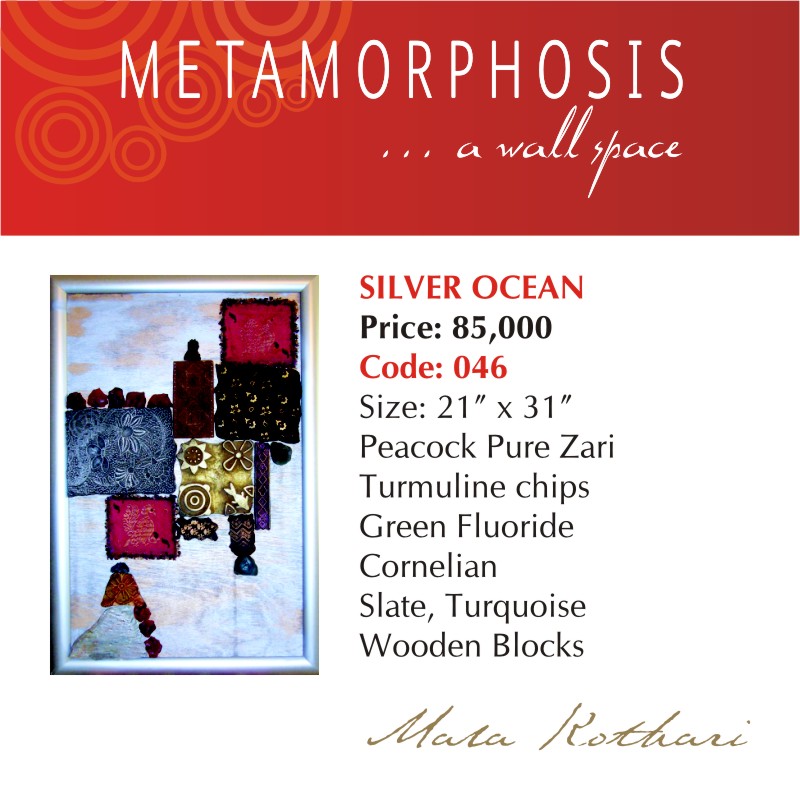 METAMORPHOSIS
... a wall space
SILVER OCEAN
Price: 85,000
Code: 046
Size: 21” x 31”
Peacock Pure Zari
Turmuline chips
Green Fluoride
Cornelian
Slate, Turquoise
Wooden Blocks
Mala Kothari